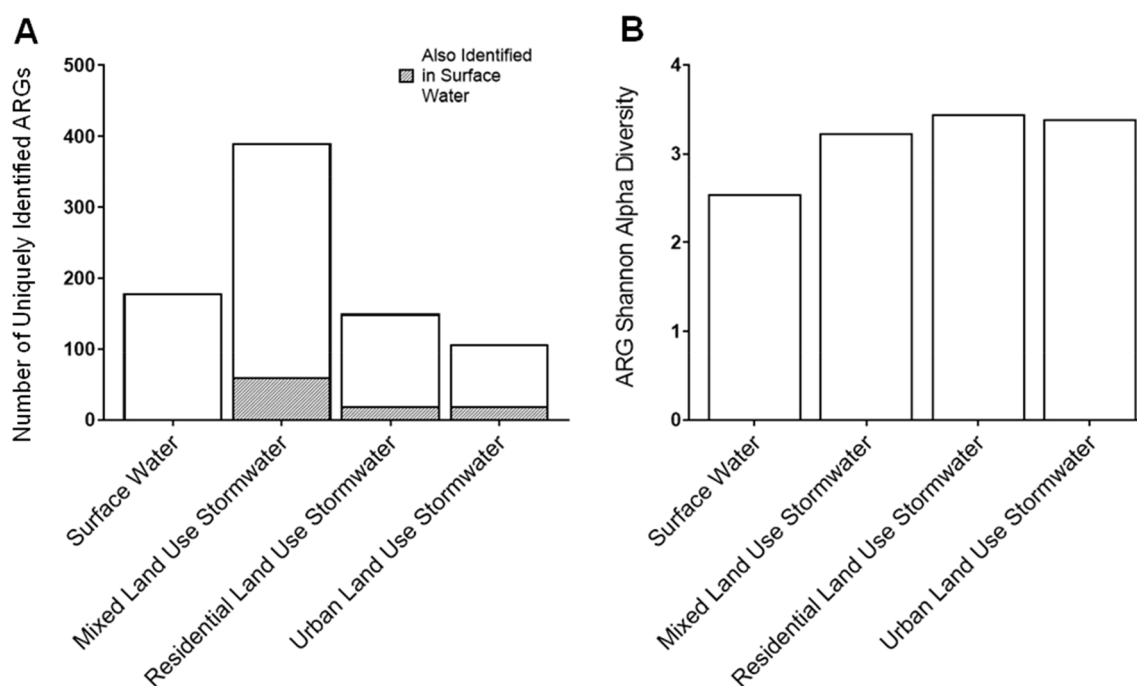 A
Number of Uniquely Identified ARGs
500
400
300
200
100
0
Also Identified
in Surface
Water
Surface Water
Mixed Land Use Stormwater
Residential Land Use Stormwater
Urban Land Use Stormwater
B
ARG Shannon Alpha Diversity
4
3
2
1
0
Surface Water
Mixed Land Use Stormwater
Residential Land Use Stormwater
Urban Land Use Stormwater